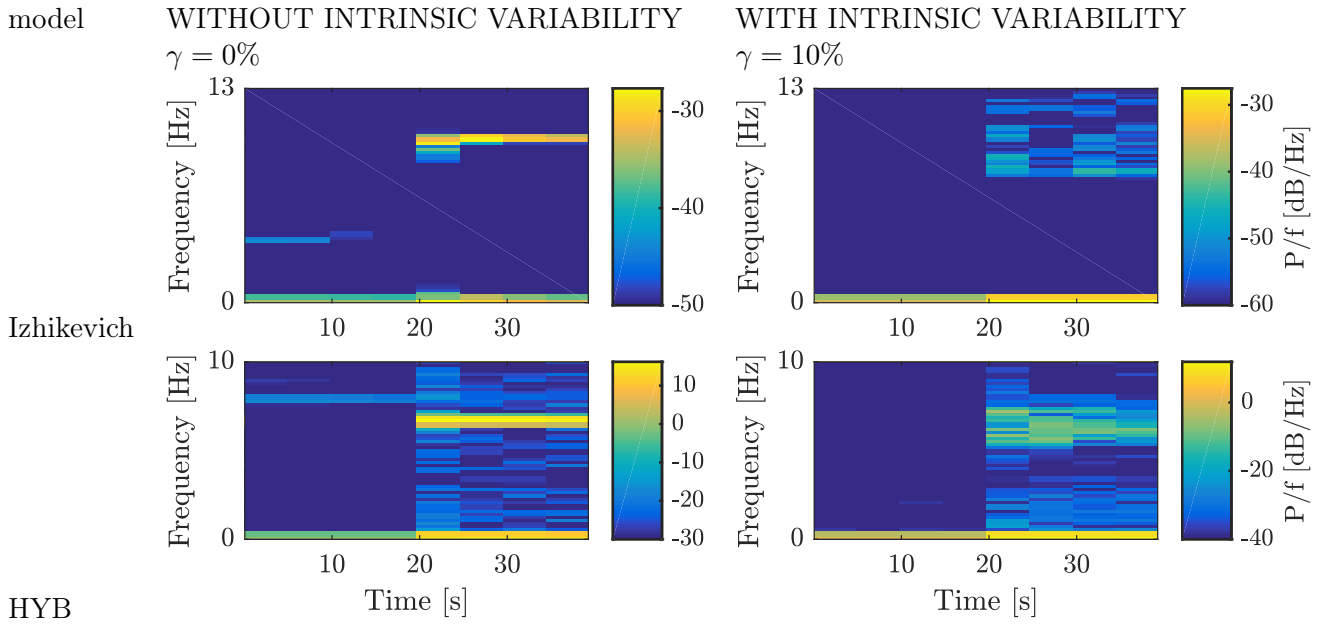 model WITHOUT INTRINSIC VARIABILITY WITH INTRINSIC VARIABILITY
γ = 0% γ = 10%
13
Frequency [Hz]
0
10 20 30
-30
-40
-50
13
Frequency [Hz]
0
10 20 30
-30
-40
-50
-60
P/f [dB/Hz]
Izhikevich
10
Frequency [Hz]
0
10 20 30
Time [s]
10
0
-10
-20
-30
10
Frequency [Hz]
0
10 20 30
Time [s]
0
-20
-40
P/f [dB/Hz]
HYB